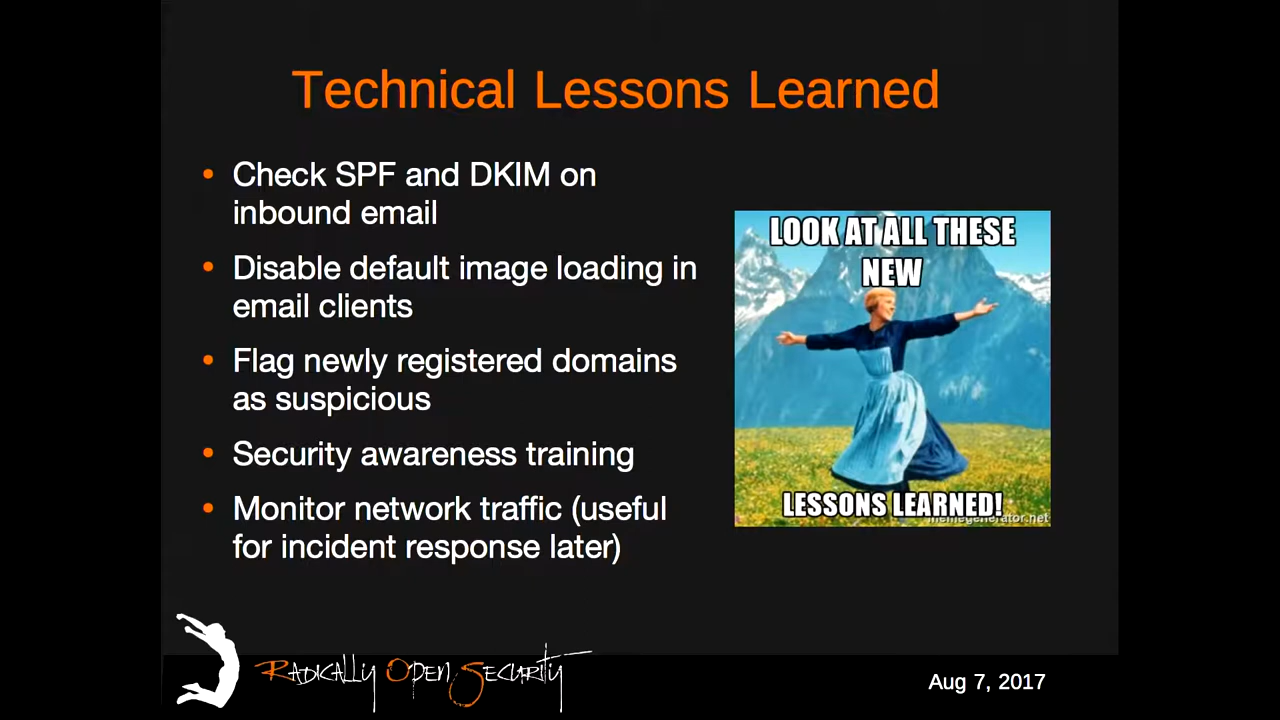 Technical Lessons Learned
• Check SPF and DKIM on
inbound email
• Disable default image loading in
email clients
• Flag newly registered domains
as suspicious
• Security awareness training
• Monitor network traffic (useful
for incident response later)
LOOK AT ALL THESE
NEW
LESSONS LEARNED!
memegenerator.net
RADICALLY OPEN SECURITY
Aug 7, 2017